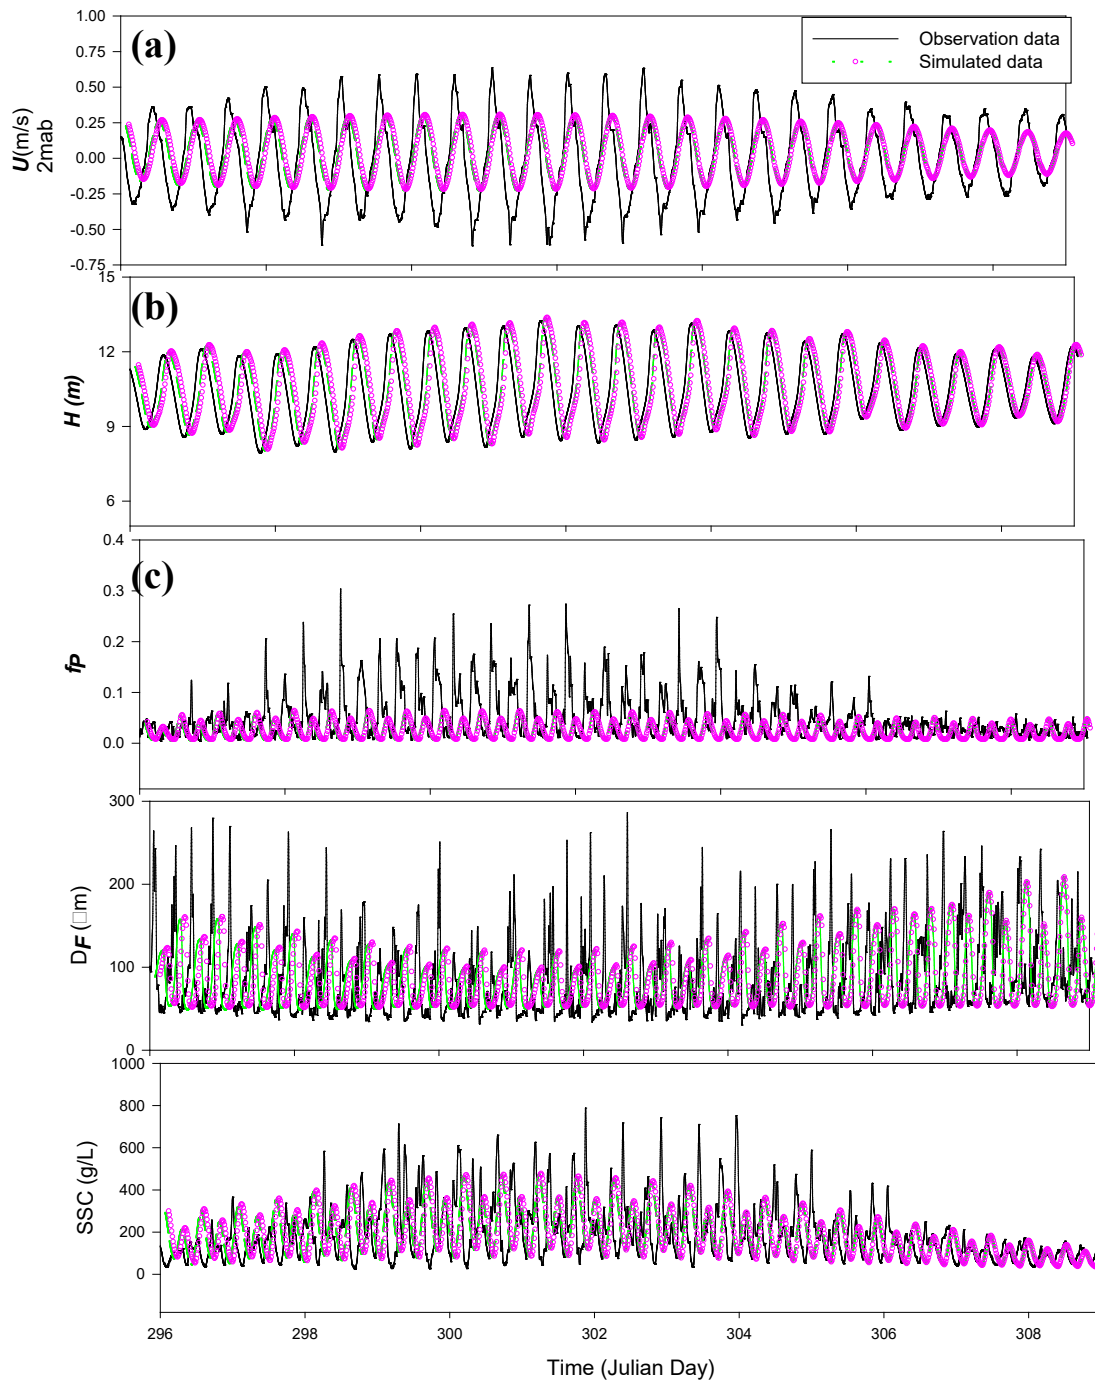 1.00
(a)
Observation data
Simulated data
0.75
0.50
0.25
0.00
-0.25
-0.50
-0.75
U(m/s)
2mab
15
(b)
12
9
6
H (m)
0.4
(c)
0.3
0.2
0.1
0.0
fP
300
200
100
0
DF (□m)
1000
800
600
400
200
0
SSC (g/L)
296 298 300 302 304 306 308
Time (Julian Day)